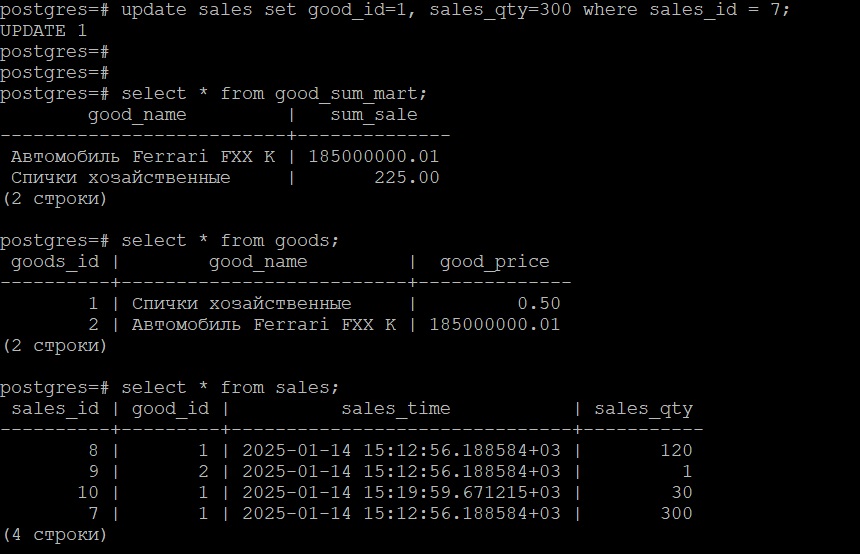 postgres=# update sales set good_id=1, sales_qty=300 where sales_id = 7;
UPDATE 1
postgres=#
postgres=#
postgres=# select * from good_sum_mart;
        good_name         |   sum_sale
--------------------------+--------------
 Автомобиль Ferrari FXX K | 185000000.01
 Спички хозайственные     |       225.00
(2 строки)

postgres=# select * from goods;
 goods_id |        good_name         |  good_price
----------+--------------------------+--------------
        1 | Спички хозайственные     |         0.50
        2 | Автомобиль Ferrari FXX K | 185000000.01
(2 строки)

postgres=# select * from sales;
 sales_id | good_id |          sales_time           | sales_qty
----------+---------+-------------------------------+-----------
        8 |       1 | 2025-01-14 15:12:56.188584+03 |       120
        9 |       2 | 2025-01-14 15:12:56.188584+03 |         1
       10 |       1 | 2025-01-14 15:19:59.671215+03 |        30
        7 |       1 | 2025-01-14 15:12:56.188584+03 |       300
(4 строки)